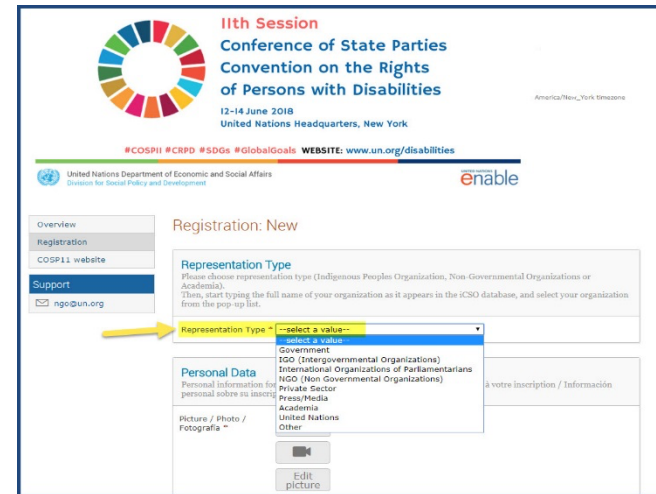 11th Session
Conference of State Parties
Convention on the Rights
of Persons with Disabilities
12-14 June 2018
United Nations Headquarters, New York
America/New_York timezone
#COSP11 #CRPD #SDGs #GlobalGoals WEBSITE: www.un.org/disabilities
United Nations Department of Economic and Social Affairs
Division for Social Policy and Development
UNITED NATIONS
enable
Overview
Registration
COSP11 website
Support
ngo@un.org
Registration: New
Representation Type
Please choose representation type (Indigenous Peoples Organization, Non-Governmental Organizations or
Academia).
Then, start typing the full name of your organization as it appears in the iCSO database, and select your organization
from the pop-up list.
Representation Type * --select a value--
--select a value--
Government
IGO (Intergovernmental Organizations)
International Organizations of Parliamentarians
NGO (Non Governmental Organizations)
Private Sector
Press/Media
Academia
United Nations
Other
Personal Data
Personal information for à votre inscription / Información
personal sobre su inscrip
Picture / Photo /
Fotografía *
Edit
picture